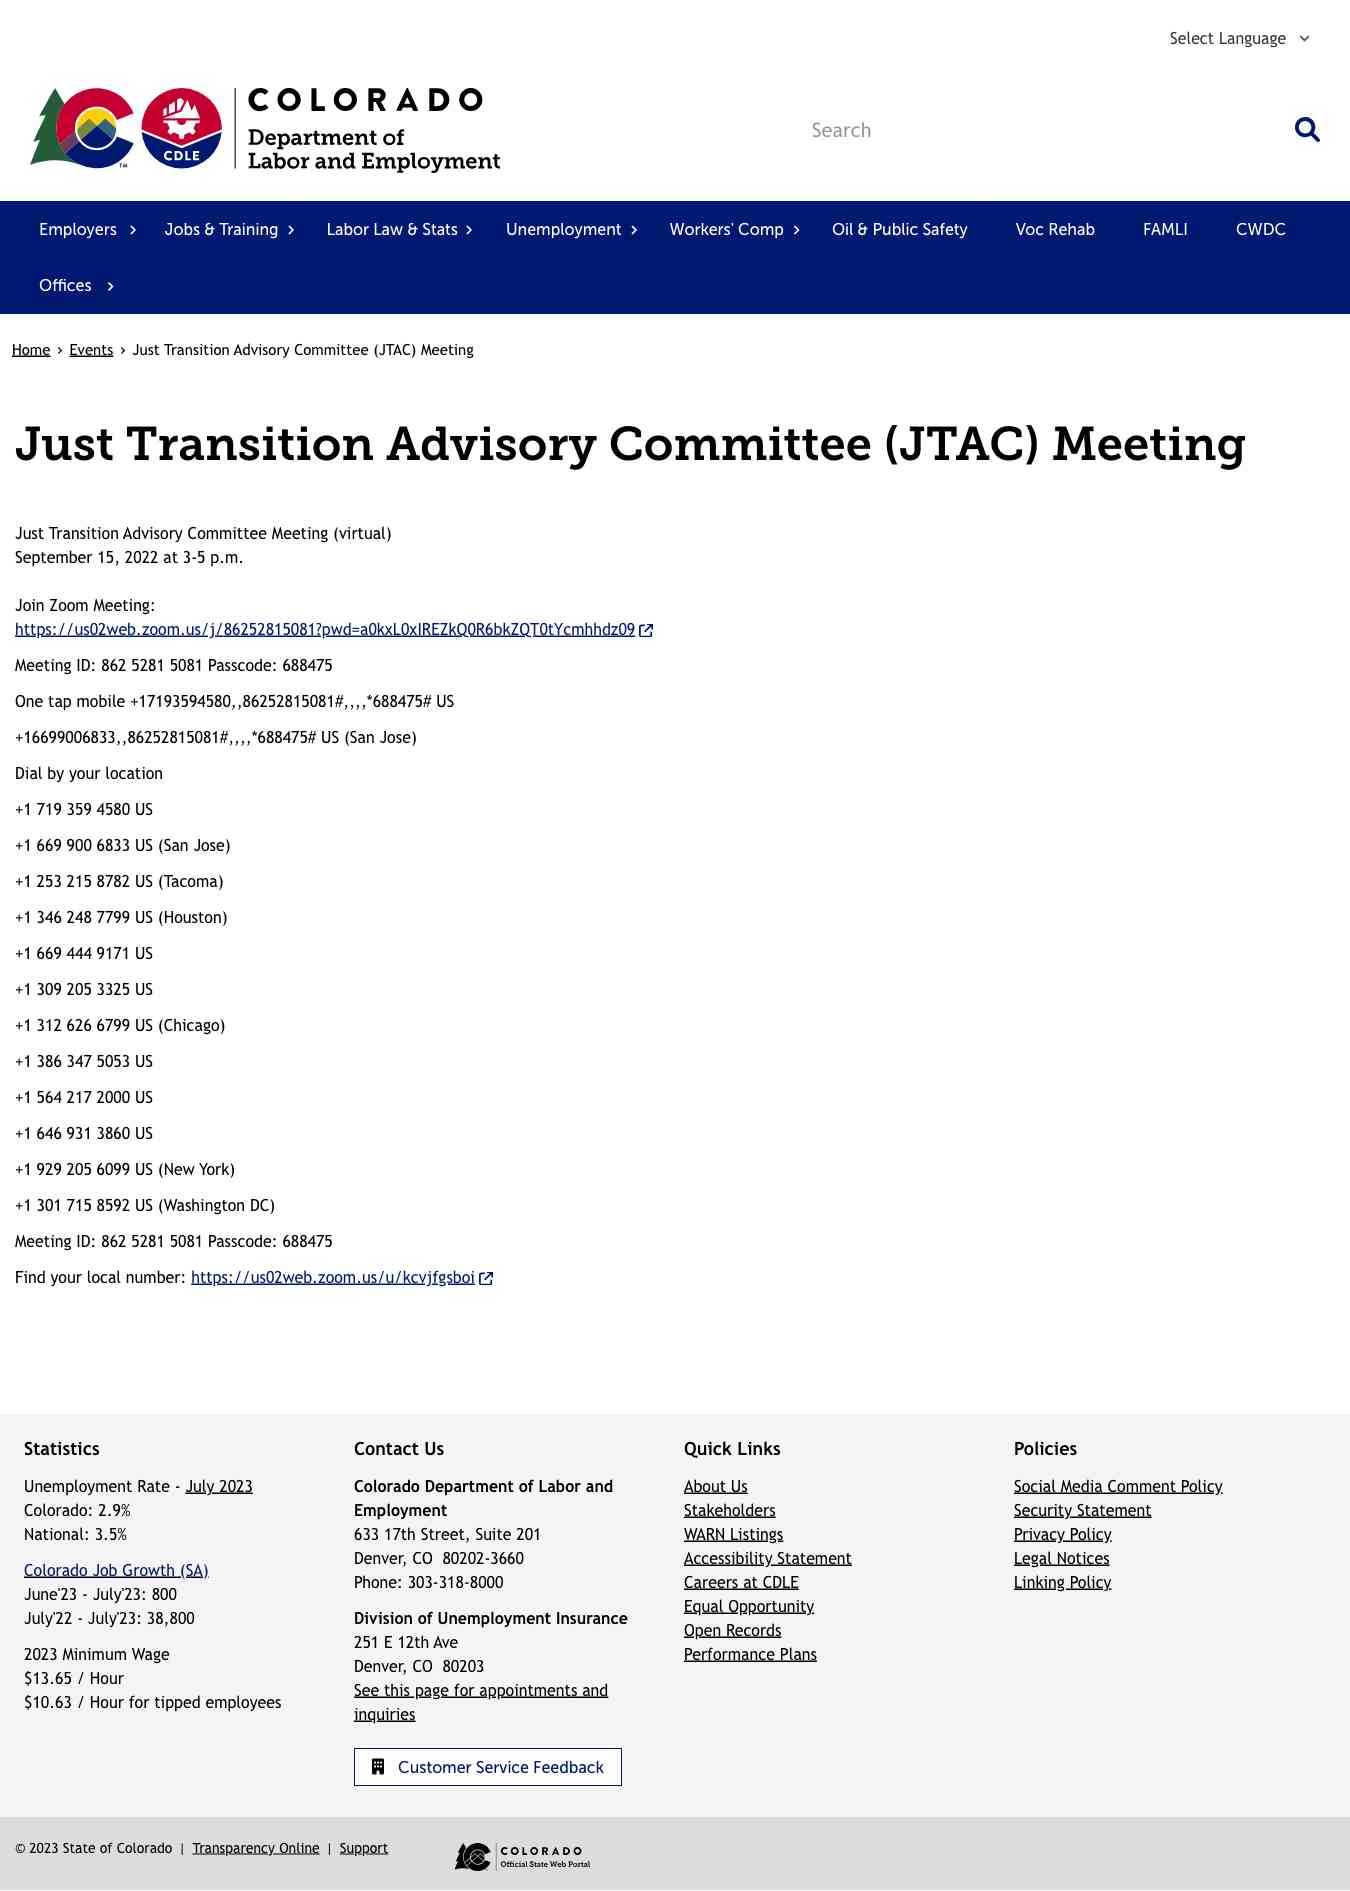 Select Language
COLORADO
Department of
Labor and Employment
CDLE
TM
Search
Employers Jobs & Training Labor Law & Stats Unemployment Workers' Comp Oil & Public Safety Voc Rehab FAMLI CWDC
Offices
Home › Events › Just Transition Advisory Committee (JTAC) Meeting
Just Transition Advisory Committee (JTAC) Meeting
Just Transition Advisory Committee Meeting (virtual)
September 15, 2022 at 3-5 p.m.
Join Zoom Meeting:
https://us02web.zoom.us/j/86252815081?pwd=a0kxL0xIREZkQ0R6bkZQT0tYcmhhdz09
Meeting ID: 862 5281 5081 Passcode: 688475
One tap mobile +17193594580,,86252815081#,,,,*688475# US
+16699006833,,86252815081#,,,,*688475# US (San Jose)
Dial by your location
+1 719 359 4580 US
+1 669 900 6833 US (San Jose)
+1 253 215 8782 US (Tacoma)
+1 346 248 7799 US (Houston)
+1 669 444 9171 US
+1 309 205 3325 US
+1 312 626 6799 US (Chicago)
+1 386 347 5053 US
+1 564 217 2000 US
+1 646 931 3860 US
+1 929 205 6099 US (New York)
+1 301 715 8592 US (Washington DC)
Meeting ID: 862 5281 5081 Passcode: 688475
Find your local number: https://us02web.zoom.us/u/kcvjfgsboi
Statistics
Unemployment Rate - July 2023
Colorado: 2.9%
National: 3.5%
Colorado Job Growth (SA)
June'23 - July'23: 800
July'22 - July'23: 38,800
2023 Minimum Wage
$13.65 / Hour
$10.63 / Hour for tipped employees
Contact Us
Colorado Department of Labor and
Employment
633 17th Street, Suite 201
Denver, CO 80202-3660
Phone: 303-318-8000
Division of Unemployment Insurance
251 E 12th Ave
Denver, CO 80203
See this page for appointments and
inquiries
Customer Service Feedback
Quick Links
About Us
Stakeholders
WARN Listings
Accessibility Statement
Careers at CDLE
Equal Opportunity
Open Records
Performance Plans
Policies
Social Media Comment Policy
Security Statement
Privacy Policy
Legal Notices
Linking Policy
© 2023 State of Colorado | Transparency Online | Support
COLORADO
Official State Web Portal